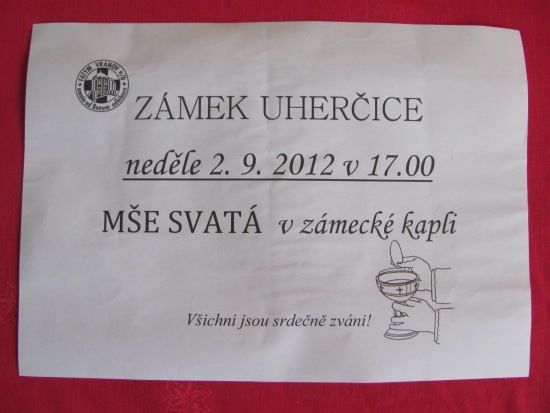 ZÁMEK UHERČICE
neděle 2. 9. 2012 v 17.00
MŠE SVATÁ v zámecké kapli
Všichni jsou srdečně zváni!